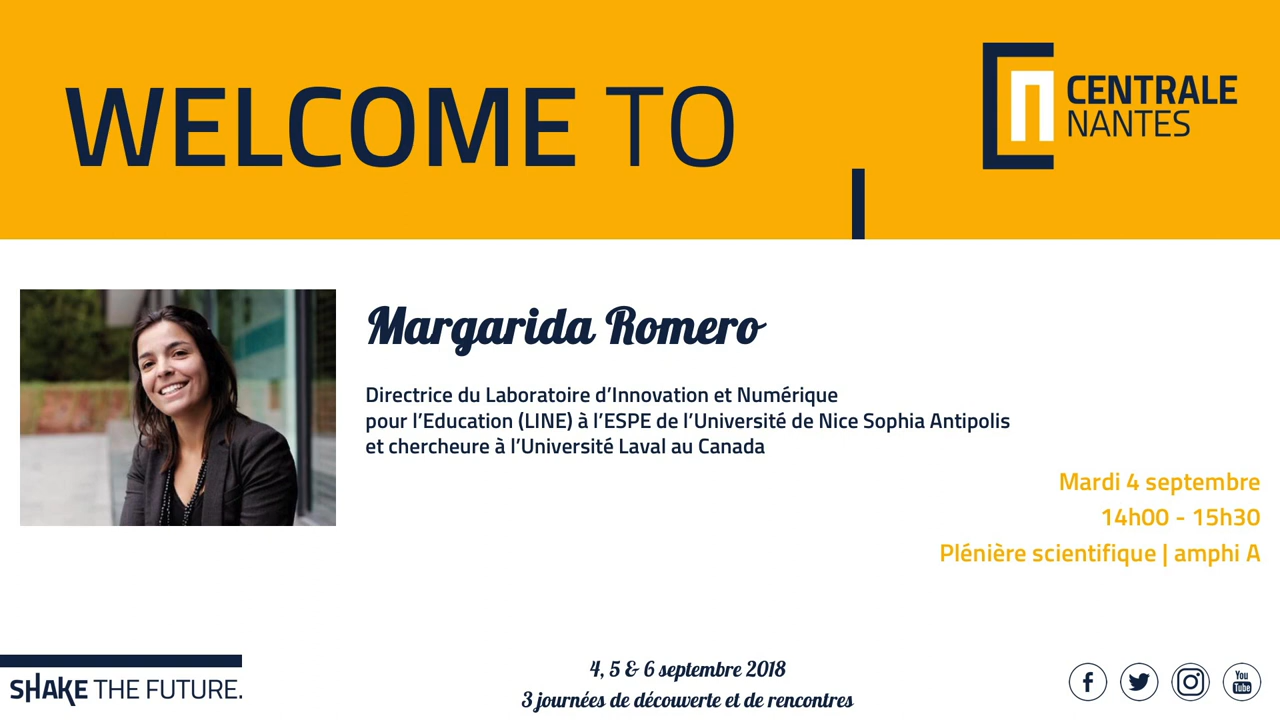 WELCOME TO
CENTRALE
NANTES
Margarida Romero
Directrice du Laboratoire d'Innovation et Numérique
pour l'Education (LINE) à l'ESPE de l'Université de Nice Sophia Antipolis
et chercheure à l'Université Laval au Canada
Mardi 4 septembre
14h00 - 15h30
Plénière scientifique | amphi A
SHAKE THE FUTURE.
4, 5 & 6 septembre 2018
3 journées de découverte et de rencontres
You
Tube